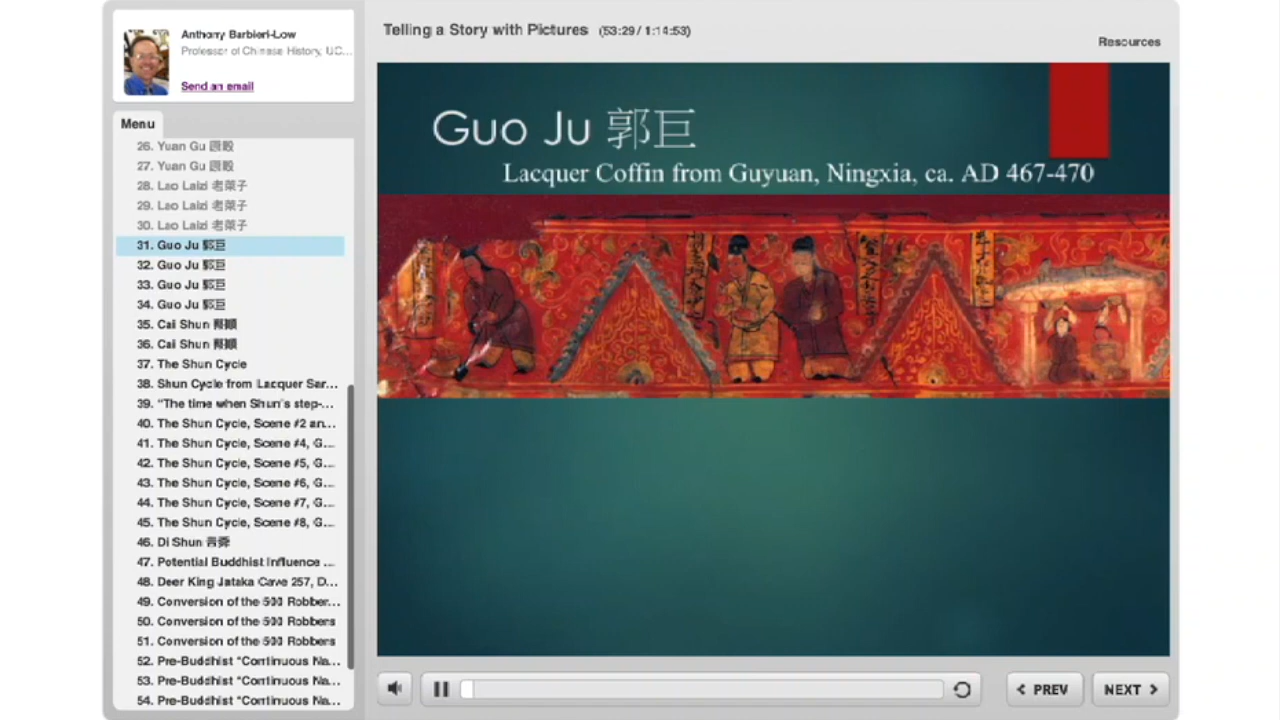 Anthony Barbieri-Low
Professor of Chinese History, UC...
Send an email
Telling a Story with Pictures (53:29 / 1:14:53)
Resources
Menu
26. Yuan Gu
27. Yuan Gu
28. Lao Laizi 老萊子
29. Lao Laizi 老萊子
30. Lao Laizi 老萊子
31. Guo Ju 郭巨
32. Guo Ju 郭巨
33. Guo Ju 郭巨
34. Guo Ju 郭巨
35. Cai Shun
36. Cai Shun
37. The Shun Cycle
38. Shun Cycle from Lacquer Sar...
39. “The time when Shun's step-...
40. The Shun Cycle, Scene #2 an...
41. The Shun Cycle, Scene #4, G...
42. The Shun Cycle, Scene #5, G...
43. The Shun Cycle, Scene #6, G...
44. The Shun Cycle, Scene #7, G...
45. The Shun Cycle, Scene #8, G...
46. Di Shun
47. Potential Buddhist Influence ...
48. Deer King Jataka Cave 257, D...
49. Conversion of the 500 Robber...
50. Conversion of the 500 Robbers
51. Conversion of the 500 Robbers
52. Pre-Buddhist “Continuous Na...
53. Pre-Buddhist “Continuous Na...
54. Pre-Buddhist “Continuous Na...
Guo Ju 郭巨
Lacquer Coffin from Guyuan, Ningxia, ca. AD 467-470
PREV
NEXT